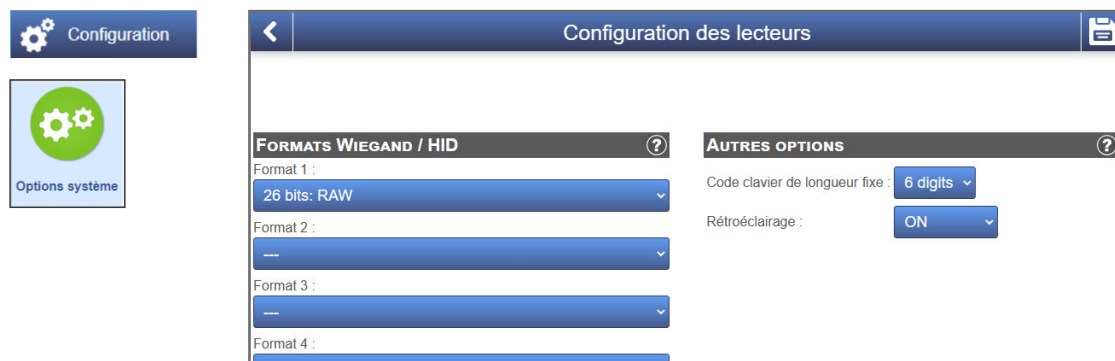 Configuration
Options système
Configuration des lecteurs
FORMATS WIEGAND / HID
Format 1 :
26 bits: RAW
Format 2 :
---
Format 3 :
---
Format 4 :
AUTRES OPTIONS
Code clavier de longueur fixe : 6 digits
Rétroéclairage : ON